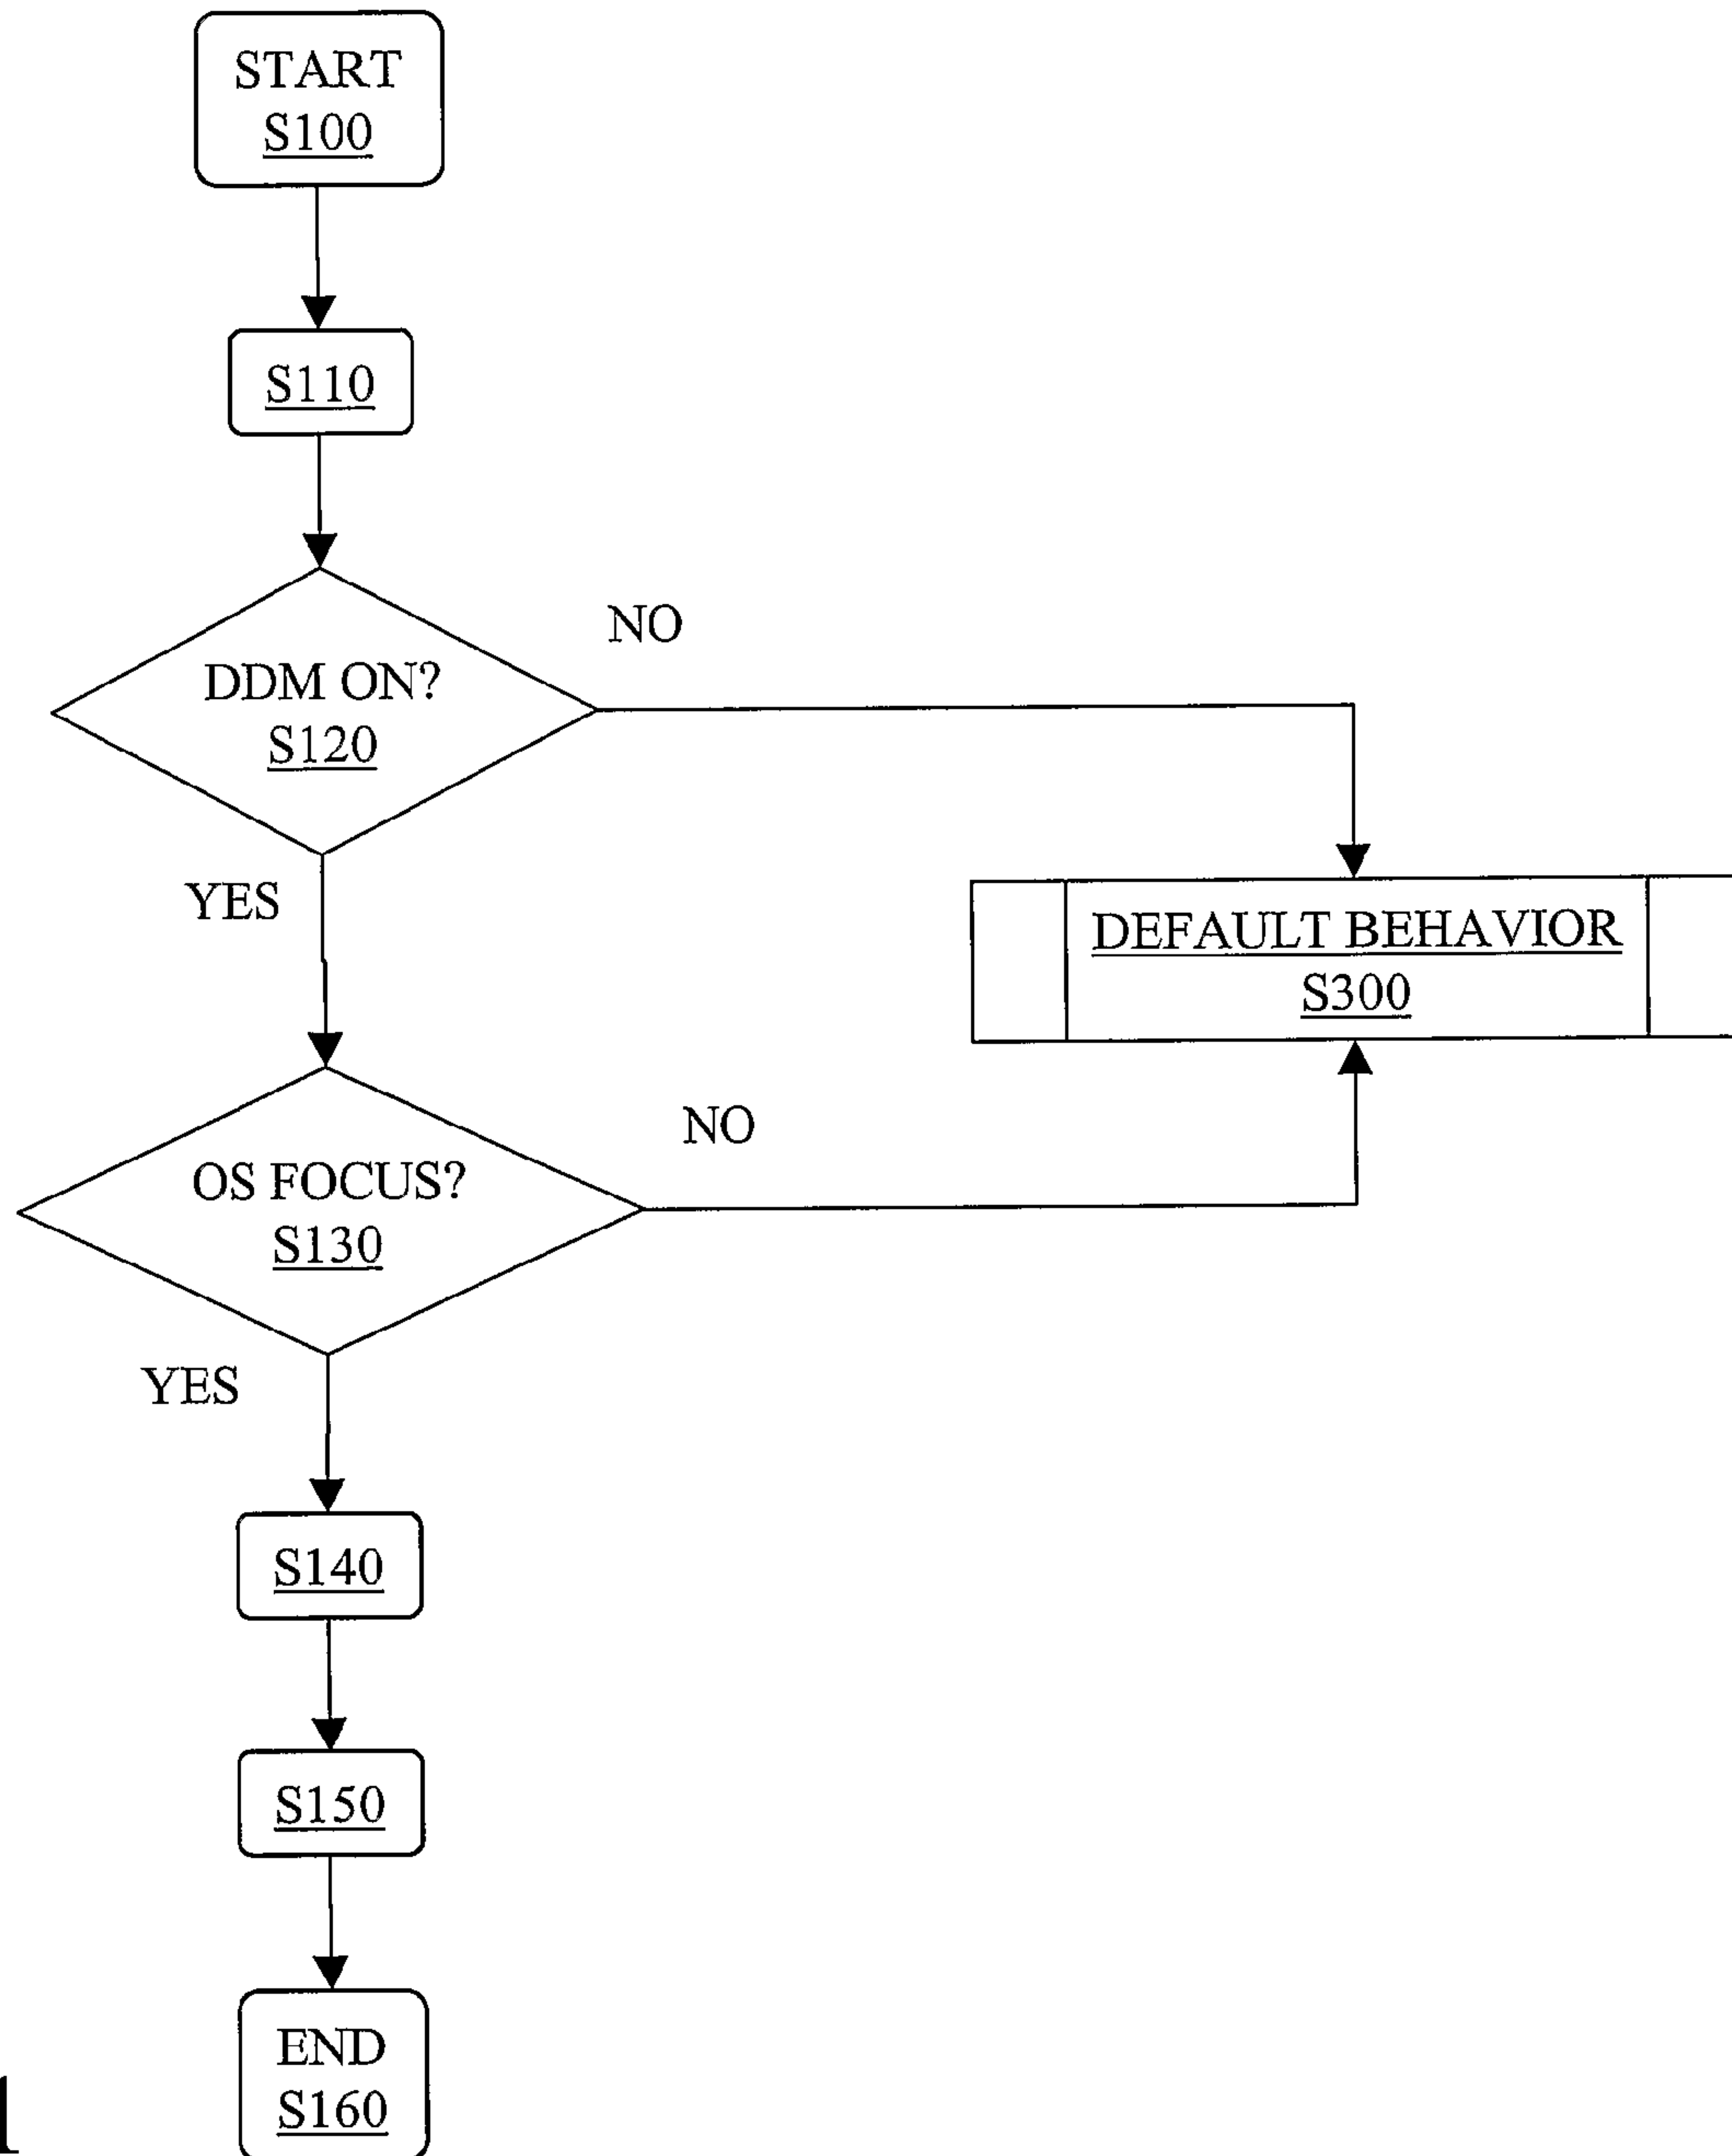 START
S100
S110
NO
DDM ON?
S120
YES
DEFAULT BEHAVIOR
S300
NO
OS FOCUS?
S130
YES
S140
S150
END
S160